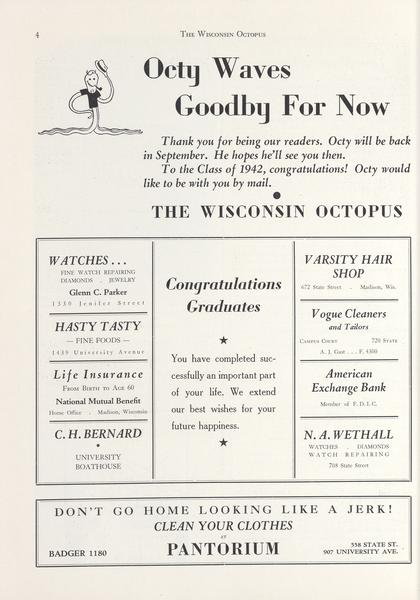 4
THE WISCONSIN OCTOPUS
Octy Waves
Goodby For Now
Thank you for being our readers. Octy will be back
in September. He hopes he'll see you then.
To the Class of 1942, congratulations! Octy would
like to be with you by mail.
THE WISCONSIN OCTOPUS
WATCHES . . .
FINE WATCH REPAIRING
DIAMONDS . JEWELRY
Glenn C. Parker
1330 Jenifer Street
HASTY TASTY
— FINE FOODS —
1439 University Avenue
Life Insurance
FROM BIRTH TO AGE 60
National Mutual Benefit
Home Office . Madison, Wisconsin
C. H. BERNARD
UNIVERSITY
BOATHOUSE
Congratulations
Graduates
You have completed suc-
cessfully an important part
of your life. We extend
our best wishes for your
future happiness.
VARSITY HAIR
SHOP
672 State Street . Madison, Wis.
Vogue Cleaners
and Tailors
CAMPUS COURT 720 STATE
A. J. GAST . . . F. 4300
American
Exchange Bank
Member of F. D. I. C.
N. A. WETHALL
WATCHES . DIAMONDS
WATCH REPAIRING
708 State Street
DON'T GO HOME LOOKING LIKE A JERK!
CLEAN YOUR CLOTHES
AT
BADGER 1180 PANTORIUM
558 STATE ST.
907 UNIVERSITY AVE.